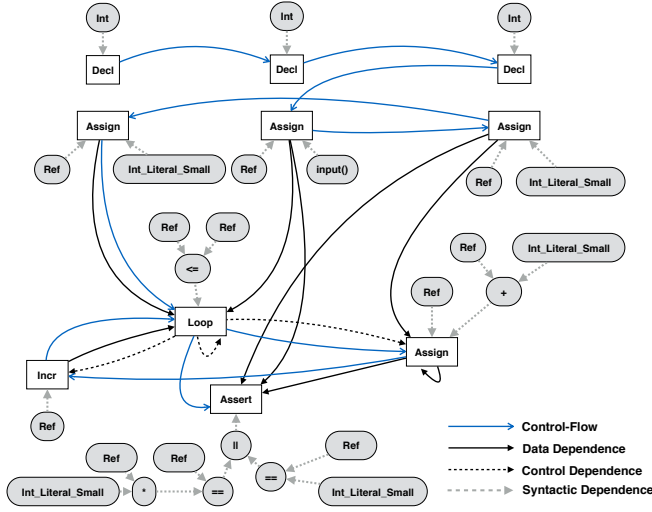 Int
Int
Int
Decl
Decl
Decl
Assign
Assign
Assign
Ref
Int_Literal_Small
Ref
input()
Ref
Int_Literal_Small
Ref
Ref
Ref
Int_Literal_Small
<=
Ref
+
Loop
Assign
Incr
Assert
Ref
Control-Flow
||
Ref
Data Dependence
Ref
Ref
Control Dependence
Int_Literal_Small
*
==
==
Int_Literal_Small
Syntactic Dependence